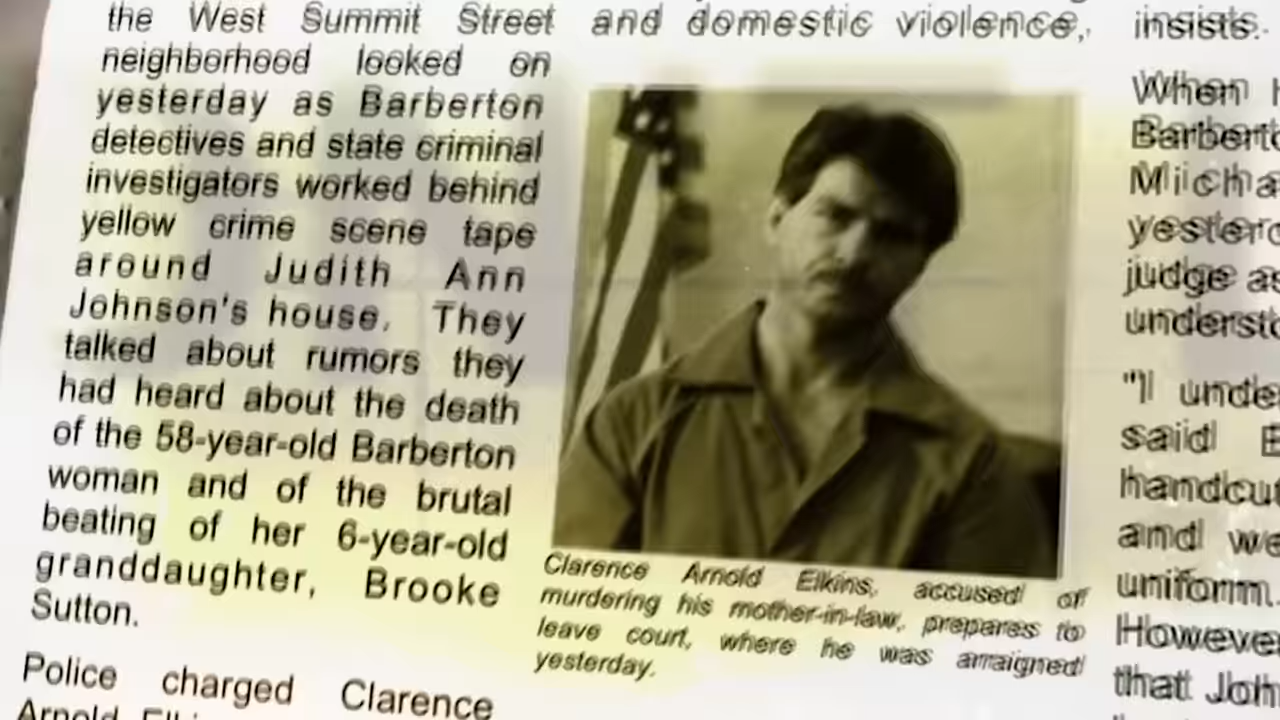 the West Summit Street
neighborhood looked on
yesterday as Barberton
detectives and state criminal
investigators worked behind
yellow crime scene tape
around Judith Ann
Johnson's house. They
talked about rumors they
had heard about the death
of the 58-year-old Barberton
woman and of the brutal
beating of her 6-year-old
granddaughter, Brooke
Sutton.
Police charged Clarence
Arnold
and domestic violence,
Clarence Arnold Elkins, accused of
murdering his mother-in-law, prepares to
leave court, where he was arraigned
yesterday.
insists.
When
judge as
"I
said
and
uniform.
that